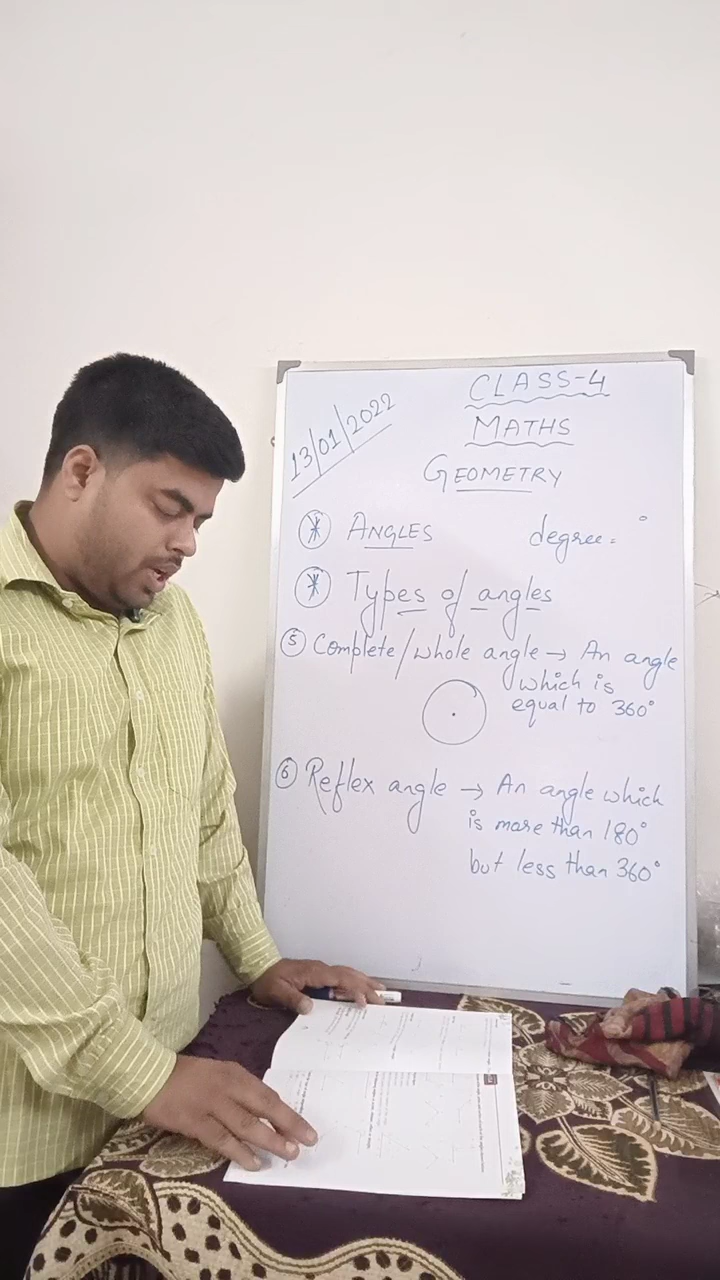 CLASS-4
13/01/2022
MATHS
GEOMETRY
* ANGLES degree = °
* Types of angles
5 Complete/whole angle → An angle
which is
equal to 360°
6 Reflex angle → An angle which
is more than 180°
but less than 360°